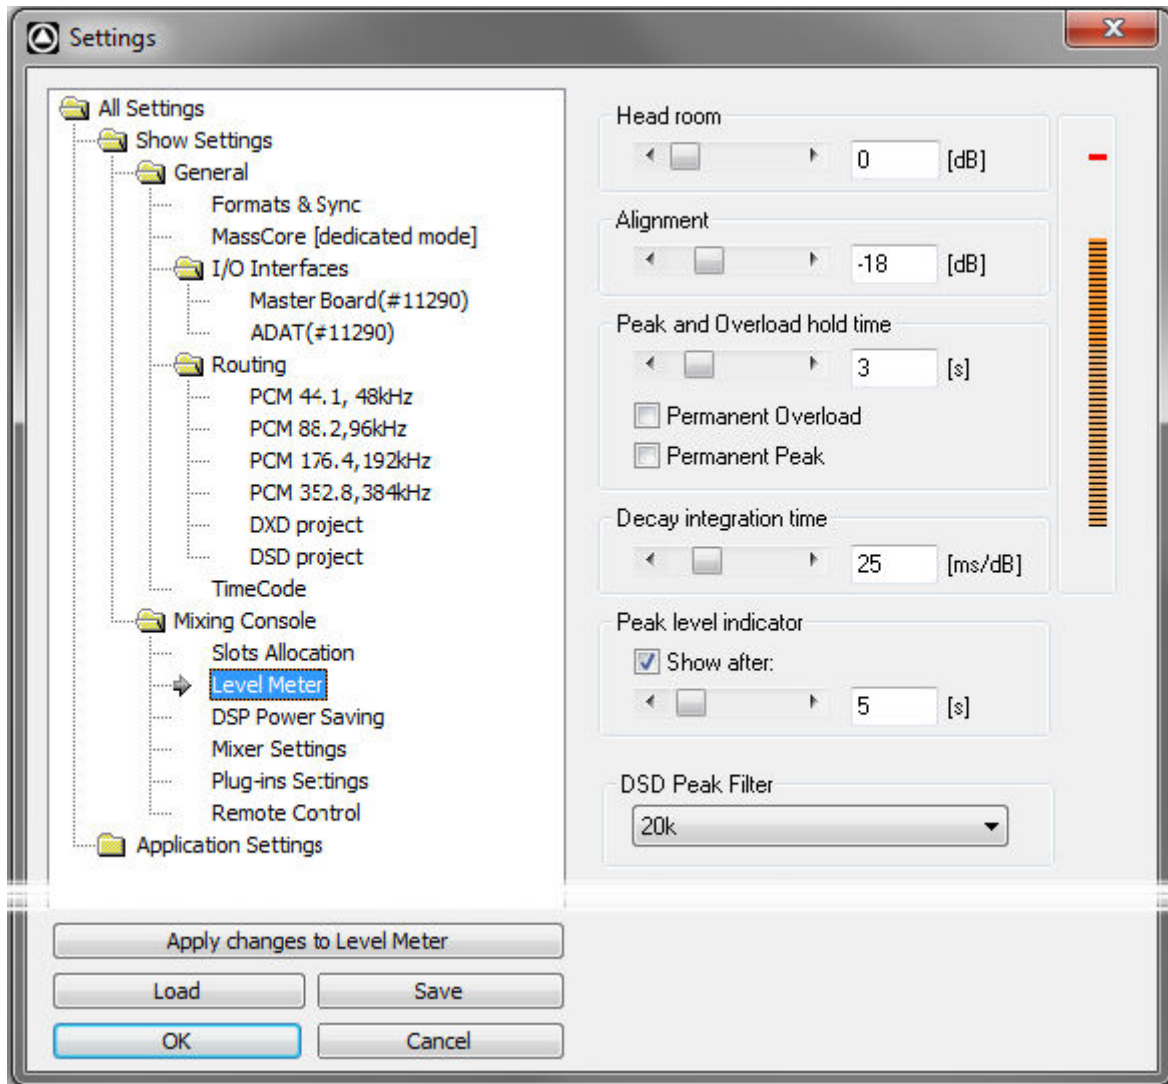 Settings
All Settings
Show Settings
General
Formats & Sync
MassCore [dedicated mode]
I/O Interfaces
Master Board(#11290)
ADAT(#11290)
Routing
PCM 44.1, 48kHz
PCM 88.2,96kHz
PCM 176.4,192kHz
PCM 352.8,384kHz
DXD project
DSD project
TimeCode
Mixing Console
Slots Allocation
Level Meter
DSP Power Saving
Mixer Settings
Plug-ins Settings
Remote Control
Application Settings
Apply changes to Level Meter
Load Save
OK Cancel
Head room
0 [dB]
Alignment
-18 [dB]
Peak and Overload hold time
3 [s]
Permanent Overload
Permanent Peak
Decay integration time
25 [ms/dB]
Peak level indicator
Show after:
5 [s]
DSD Peak Filter
20k